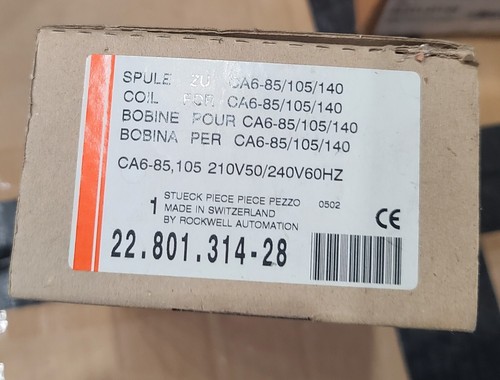 SPULE ZU CA6-85/105/140
COIL FOR CA6-85/105/140
BOBINE POUR CA6-85/105/140
BOBINA PER CA6-85/105/140
CA6-85,105 210V50/240V60HZ
1 STUECK PIECE PIECE PEZZO 0502
MADE IN SWITZERLAND
BY ROCKWELL AUTOMATION
CE
22.801.314-28